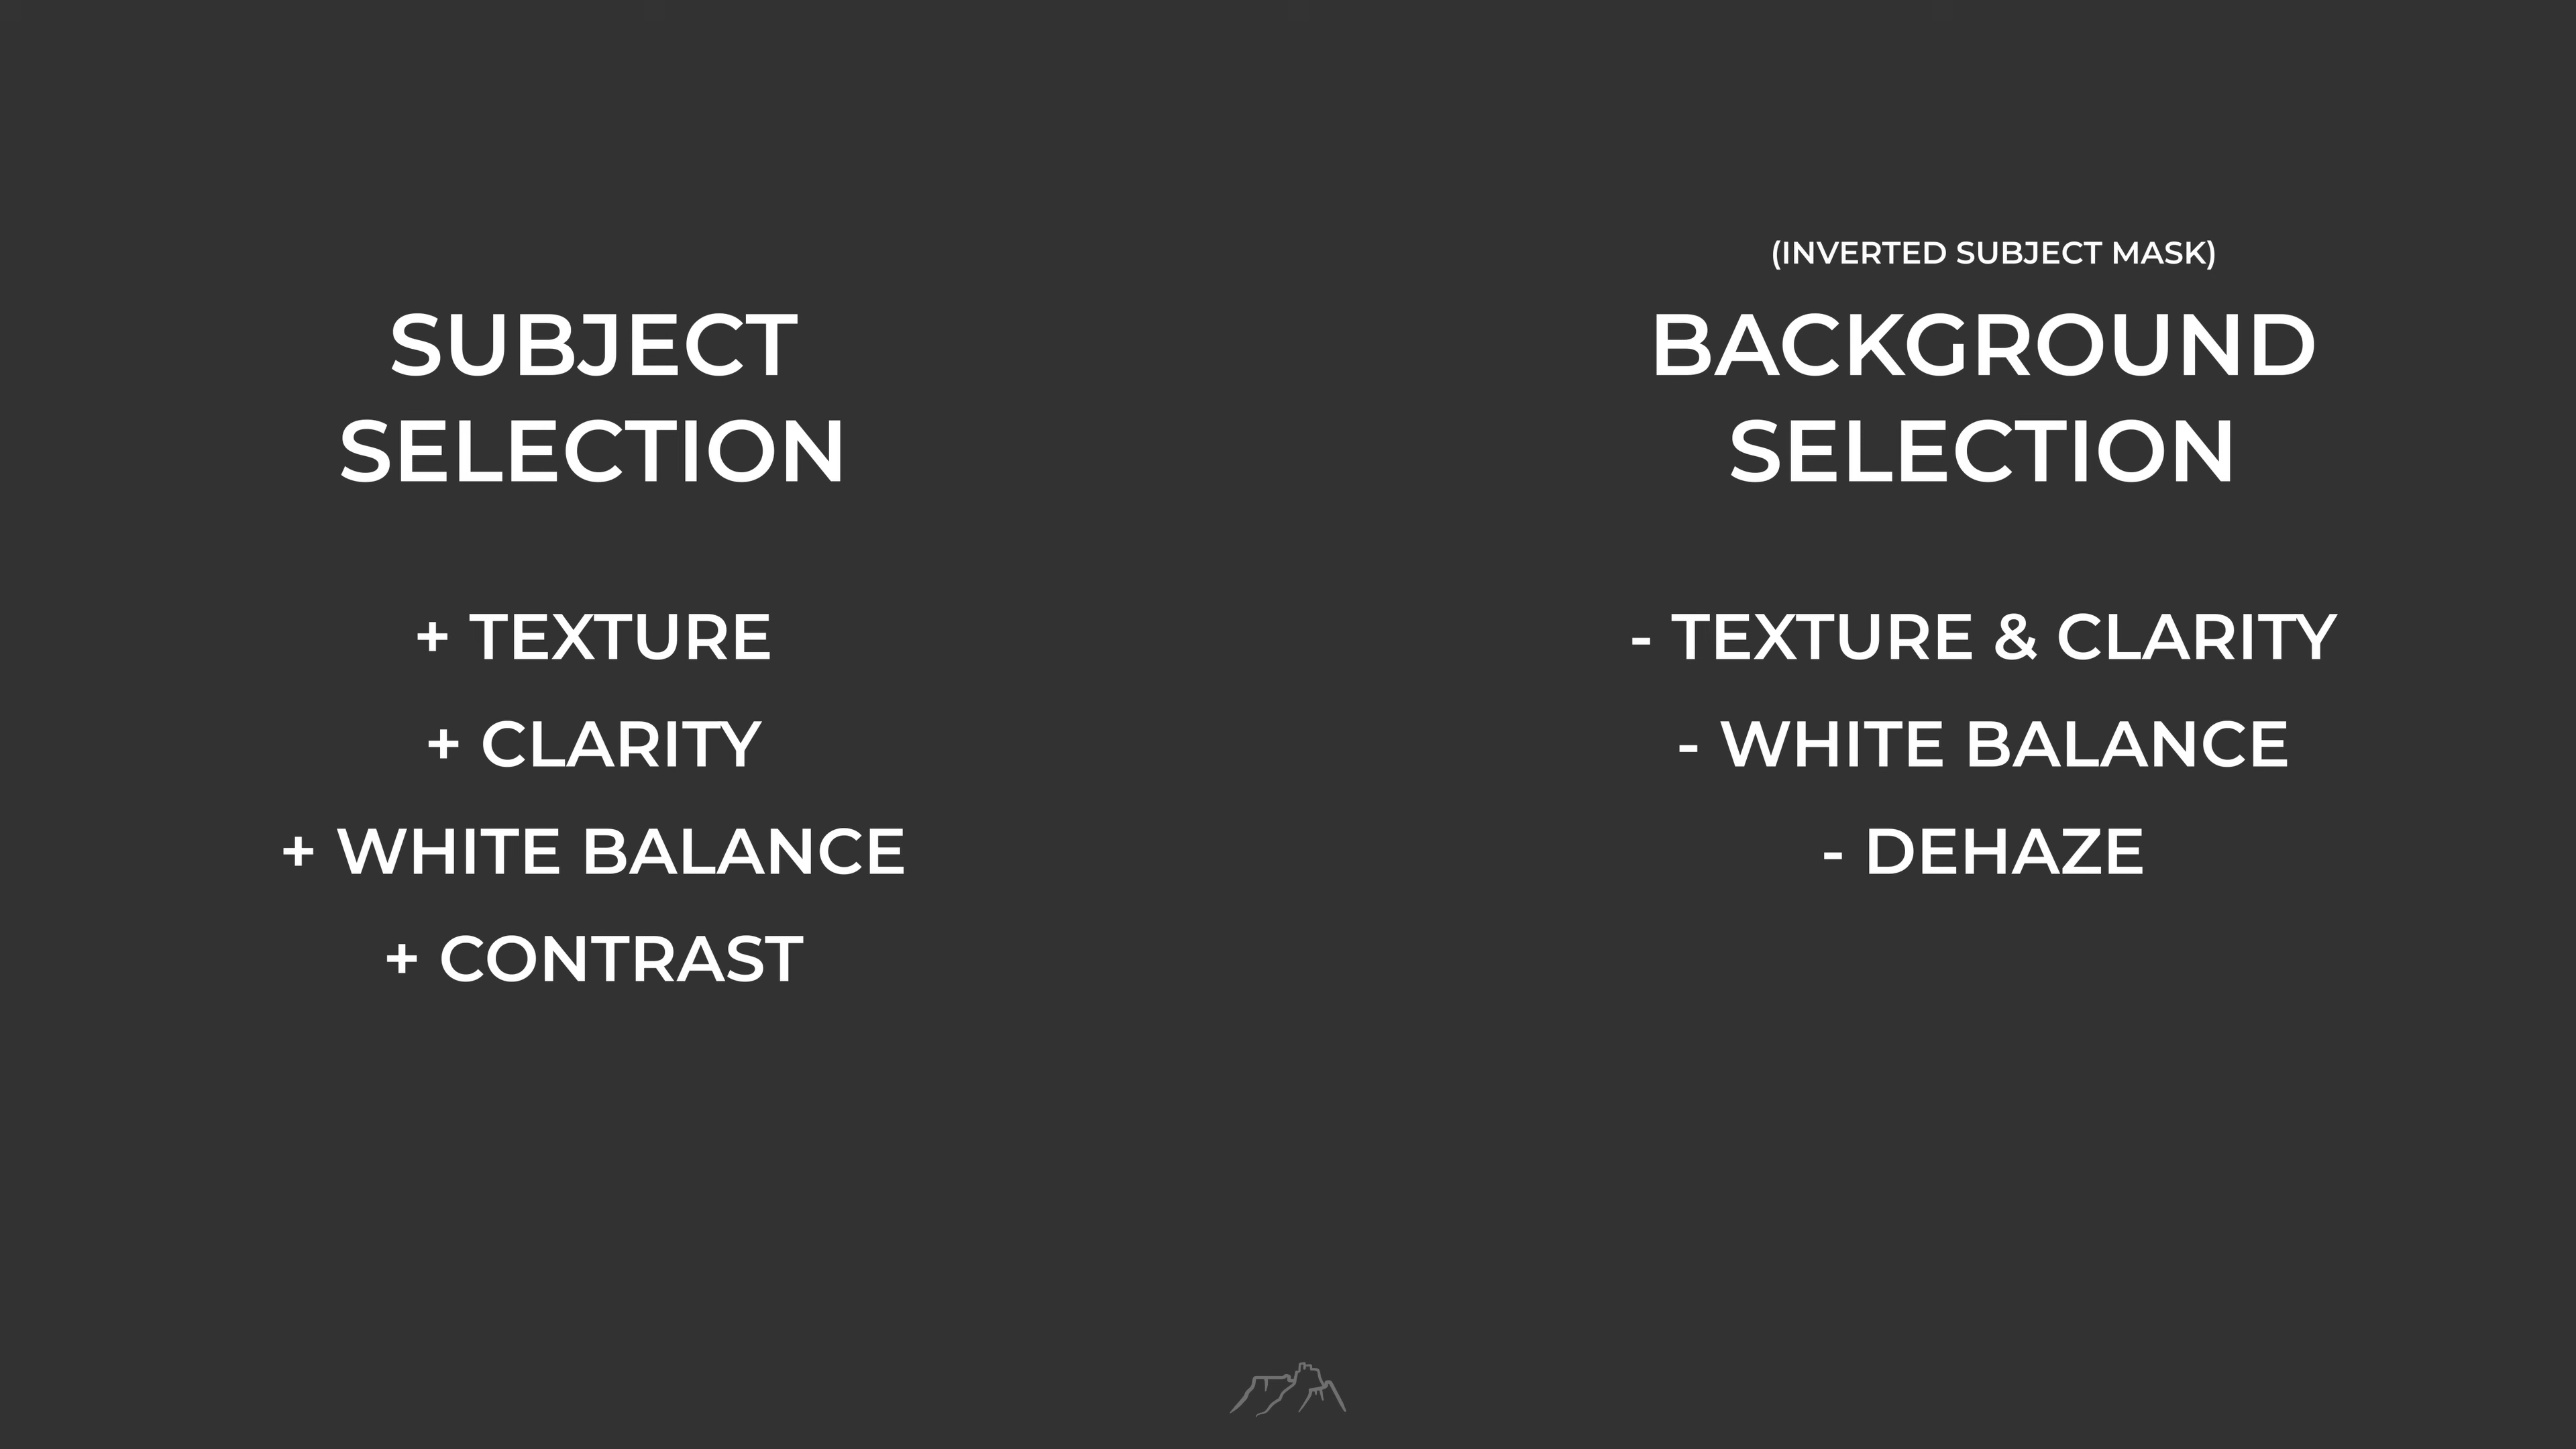 SUBJECT
SELECTION
+ TEXTURE
+ CLARITY
+ WHITE BALANCE
+ CONTRAST
(INVERTED SUBJECT MASK)
BACKGROUND
SELECTION
- TEXTURE & CLARITY
- WHITE BALANCE
- DEHAZE